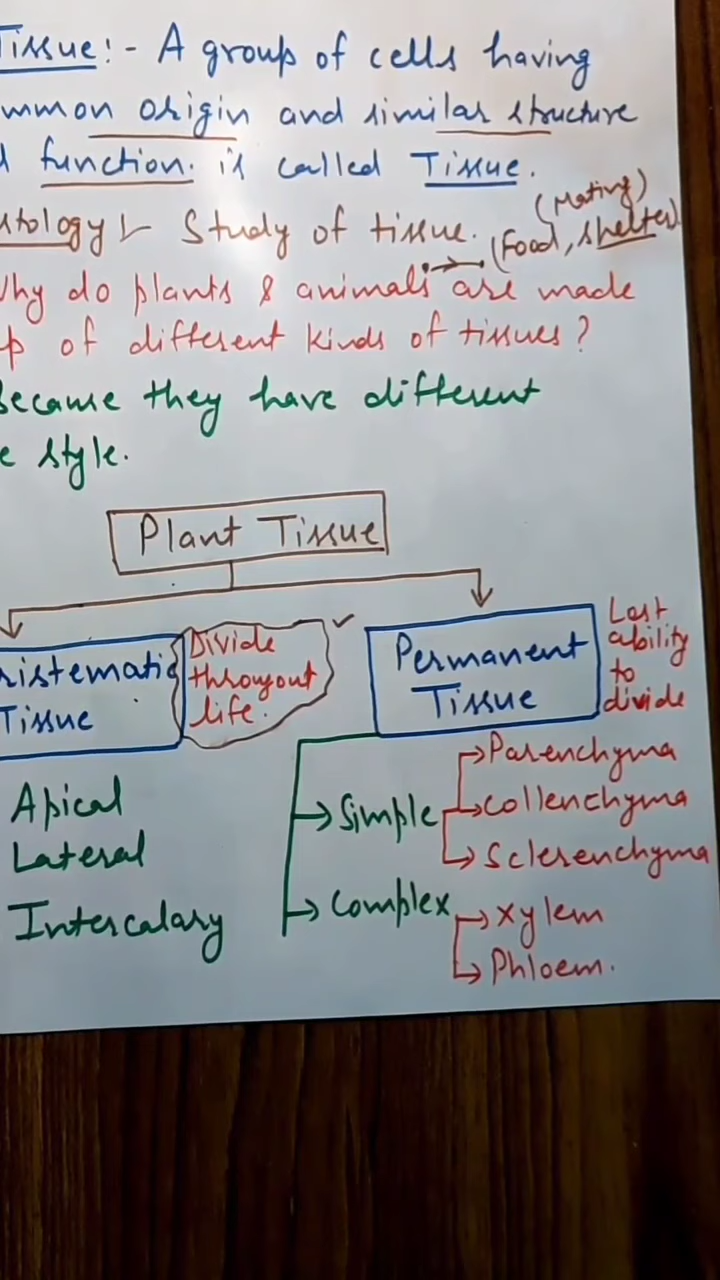 Tissue:- A group of cells having
mmon origin and similar structure
function. is called Tissue.
stology :- Study of tissue.
(Mating)
(Food, shelter)
Why do plants & animals are made
p of different kinds of tissues?
Because they have different
e style.
Plant Tissue
ristematic
Tissue
Divide
throyout
life.
Permanent
Tissue
Lost
ability
to
divide
Apical
Lateral
Intercalary
Simple
Parenchyma
Collenchyma
Sclerenchyma
Complex
Xylem
Phloem.